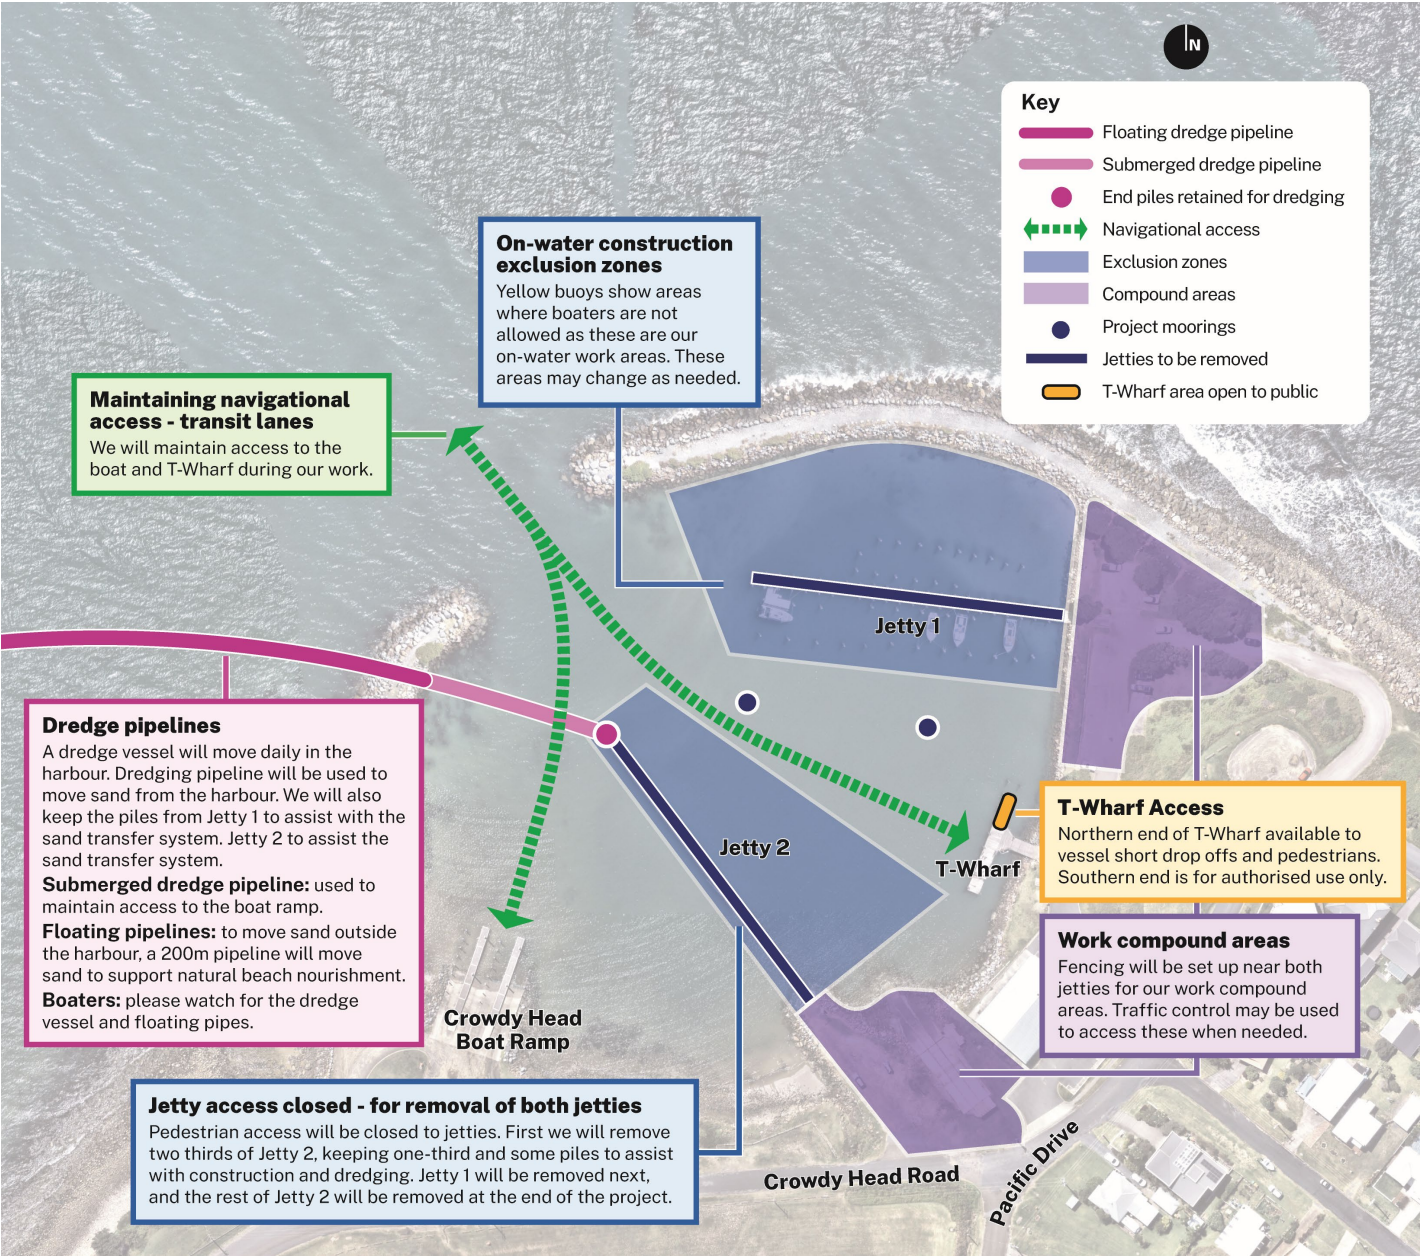 N
Key
Floating dredge pipeline
Submerged dredge pipeline
End piles retained for dredging
Navigational access
Exclusion zones
Compound areas
Project moorings
Jetties to be removed
T-Wharf area open to public
On-water construction
exclusion zones
Yellow buoys show areas
where boaters are not
allowed as these are our
on-water work areas. These
areas may change as needed.
Maintaining navigational
access - transit lanes
We will maintain access to the
boat and T-Wharf during our work.
Jetty 1
Dredge pipelines
A dredge vessel will move daily in the
harbour. Dredging pipeline will be used to
move sand from the harbour. We will also
keep the piles from Jetty 1 to assist with the
sand transfer system. Jetty 2 to assist the
sand transfer system.
Submerged dredge pipeline: used to
maintain access to the boat ramp.
Floating pipelines: to move sand outside
the harbour, a 200m pipeline will move
sand to support natural beach nourishment.
Boaters: please watch for the dredge
vessel and floating pipes.
Jetty 2
T-Wharf
T-Wharf Access
Northern end of T-Wharf available to
vessel short drop offs and pedestrians.
Southern end is for authorised use only.
Work compound areas
Fencing will be set up near both
jetties for our work compound
areas. Traffic control may be used
to access these when needed.
Crowdy Head
Boat Ramp
Jetty access closed - for removal of both jetties
Pedestrian access will be closed to jetties. First we will remove
two thirds of Jetty 2, keeping one-third and some piles to assist
with construction and dredging. Jetty 1 will be removed next,
and the rest of Jetty 2 will be removed at the end of the project.
Crowdy Head Road
Pacific Drive